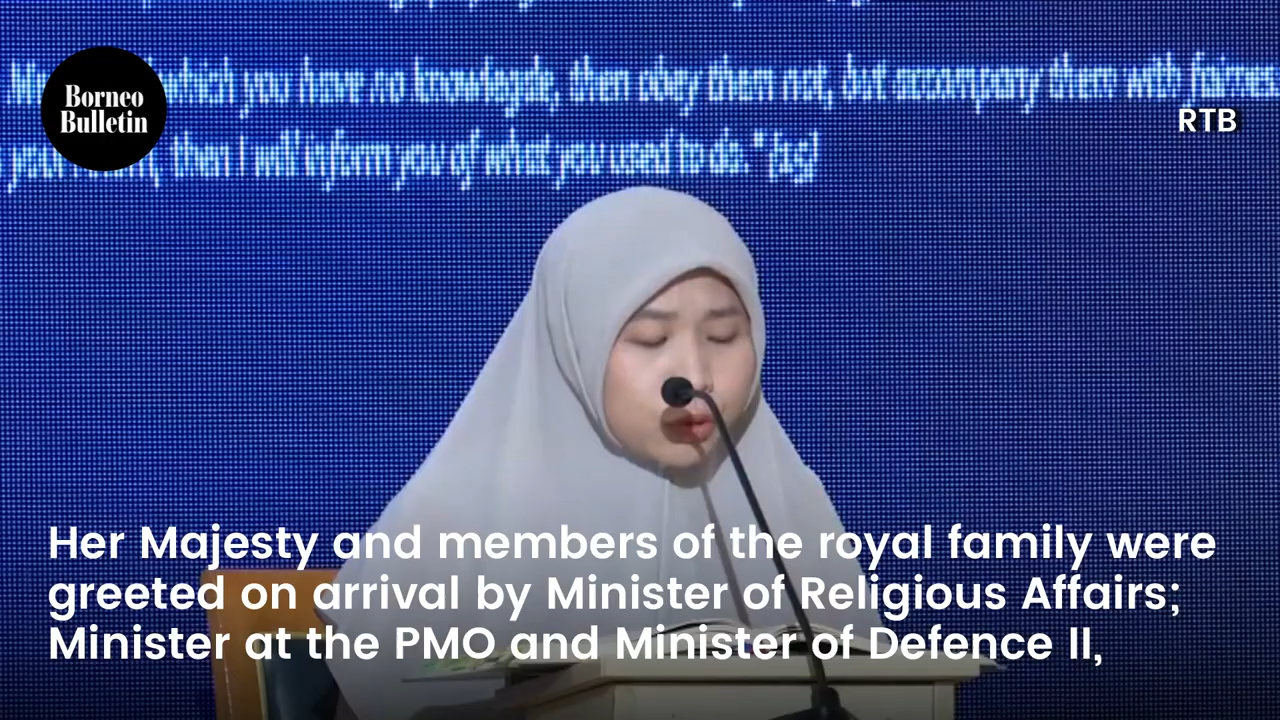 which you have no knowlegde, then obey them not, but accompany them with
then I will inform you of what you used to do." (15)
Borneo
Bulletin
RTB
Her Majesty and members of the royal family were
greeted on arrival by Minister of Religious Affairs;
Minister at the PMO and Minister of Defence II,